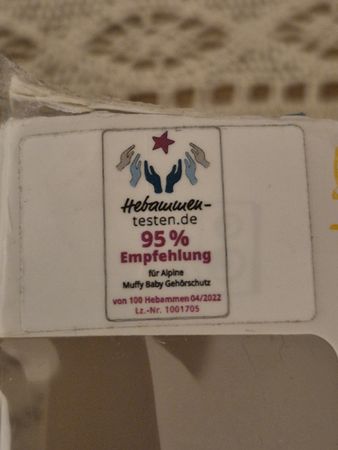 Hebammen-
testen.de
95 %
Empfehlung
für Alpine
Muffy Baby Gehörschutz
von 100 Hebammen 04/2022
Lz.-Nr. 1001705